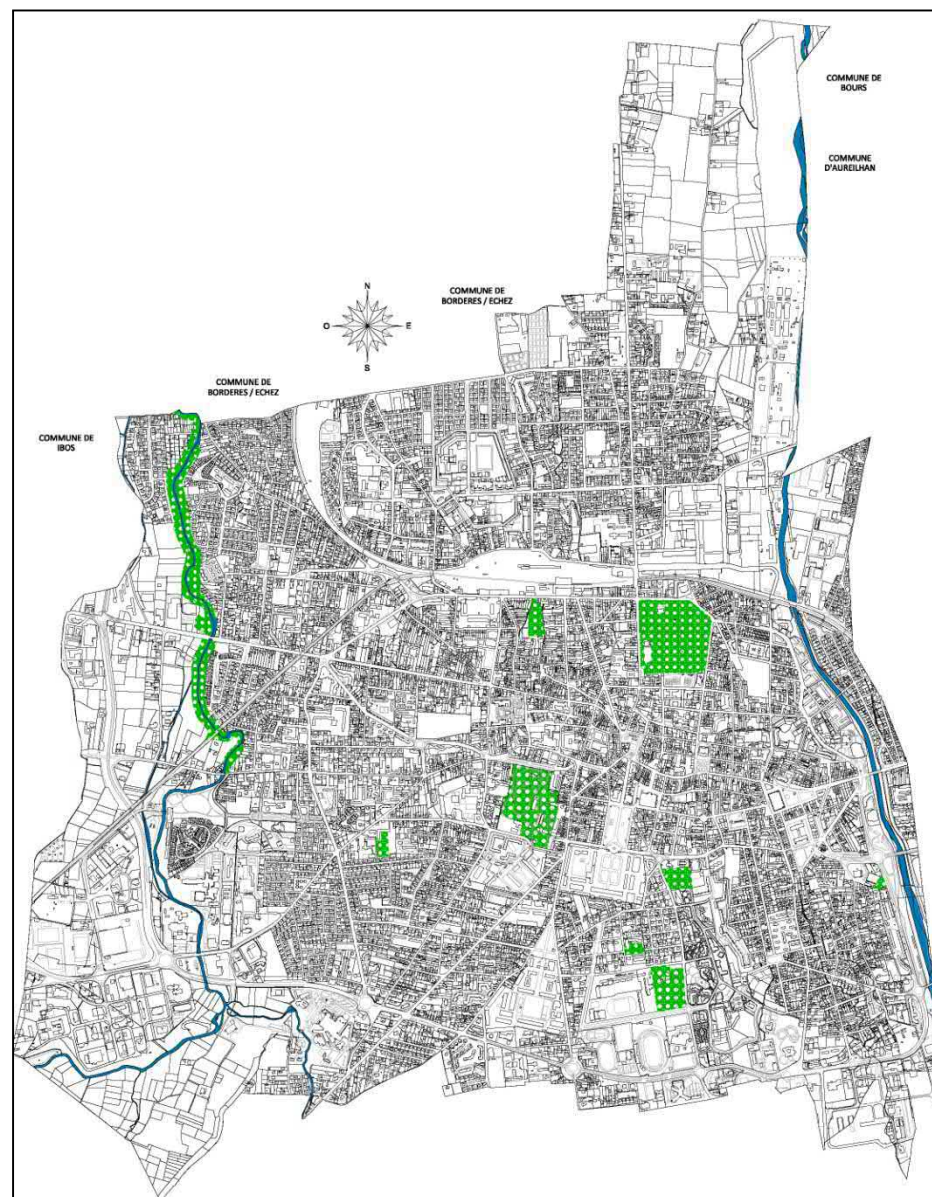 COMMUNE DE
BOURS
COMMUNE
D'AUREILHAN
N
O
E
S
COMMUNE DE
BORDERES / ECHEZ
COMMUNE DE
BORDERES / ECHEZ
COMMUNE DE
IBOS